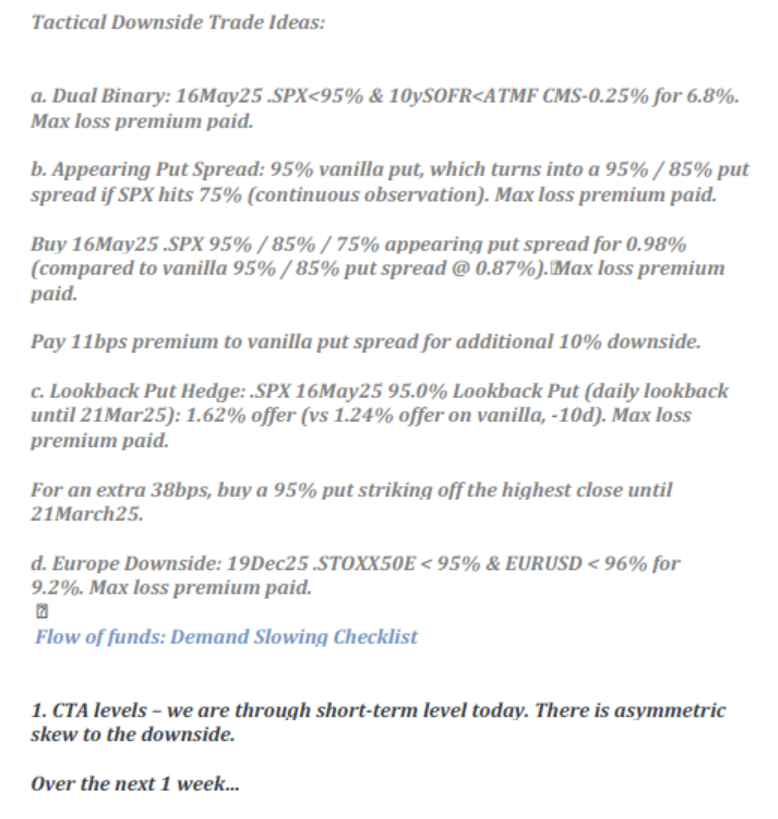 Tactical Downside Trade Ideas:
a. Dual Binary: 16May25 .SPX<95% & 10ySOFR<ATMF CMS-0.25% for 6.8%.
Max loss premium paid.
b. Appearing Put Spread: 95% vanilla put, which turns into a 95% / 85% put
spread if SPX hits 75% (continuous observation). Max loss premium paid.
Buy 16May25 .SPX 95% / 85% / 75% appearing put spread for 0.98%
(compared to vanilla 95% / 85% put spread @ 0.87%). Max loss premium
paid.
Pay 11bps premium to vanilla put spread for additional 10% downside.
c. Lookback Put Hedge: .SPX 16May25 95.0% Lookback Put (daily lookback
until 21Mar25): 1.62% offer (vs 1.24% offer on vanilla, -10d). Max loss
premium paid.
For an extra 38bps, buy a 95% put striking off the highest close until
21March25.
d. Europe Downside: 19Dec25 .STOXX50E < 95% & EURUSD < 96% for
9.2%. Max loss premium paid.
Flow of funds: Demand Slowing Checklist
1. CTA levels – we are through short-term level today. There is asymmetric
skew to the downside.
Over the next 1 week…